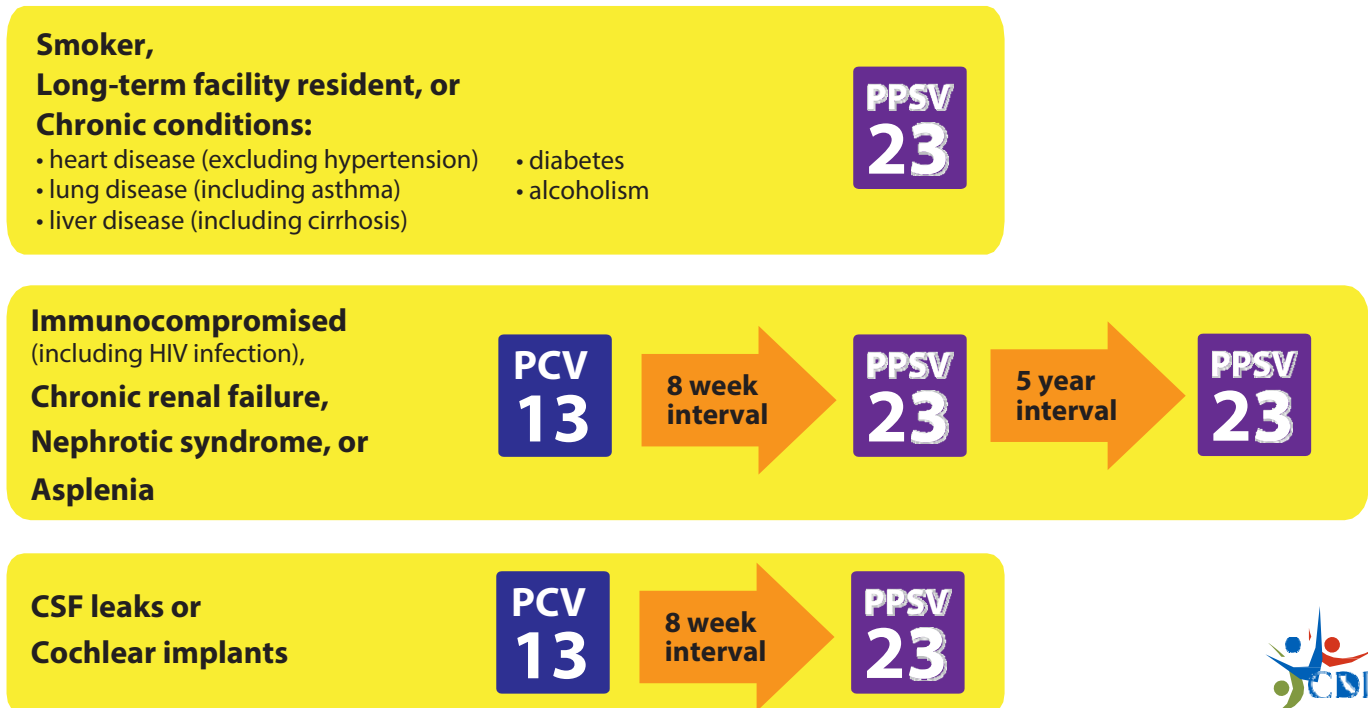 Smoker,
Long-term facility resident, or
Chronic conditions:
• heart disease (excluding hypertension)
• lung disease (including asthma)
• liver disease (including cirrhosis)
• diabetes
• alcoholism
PPSV
23
Immunocompromised
(including HIV infection),
Chronic renal failure,
Nephrotic syndrome, or
Asplenia
PCV
13
8 week
interval
PPSV
23
5 year
interval
PPSV
23
CSF leaks or
Cochlear implants
PCV
13
8 week
interval
PPSV
23